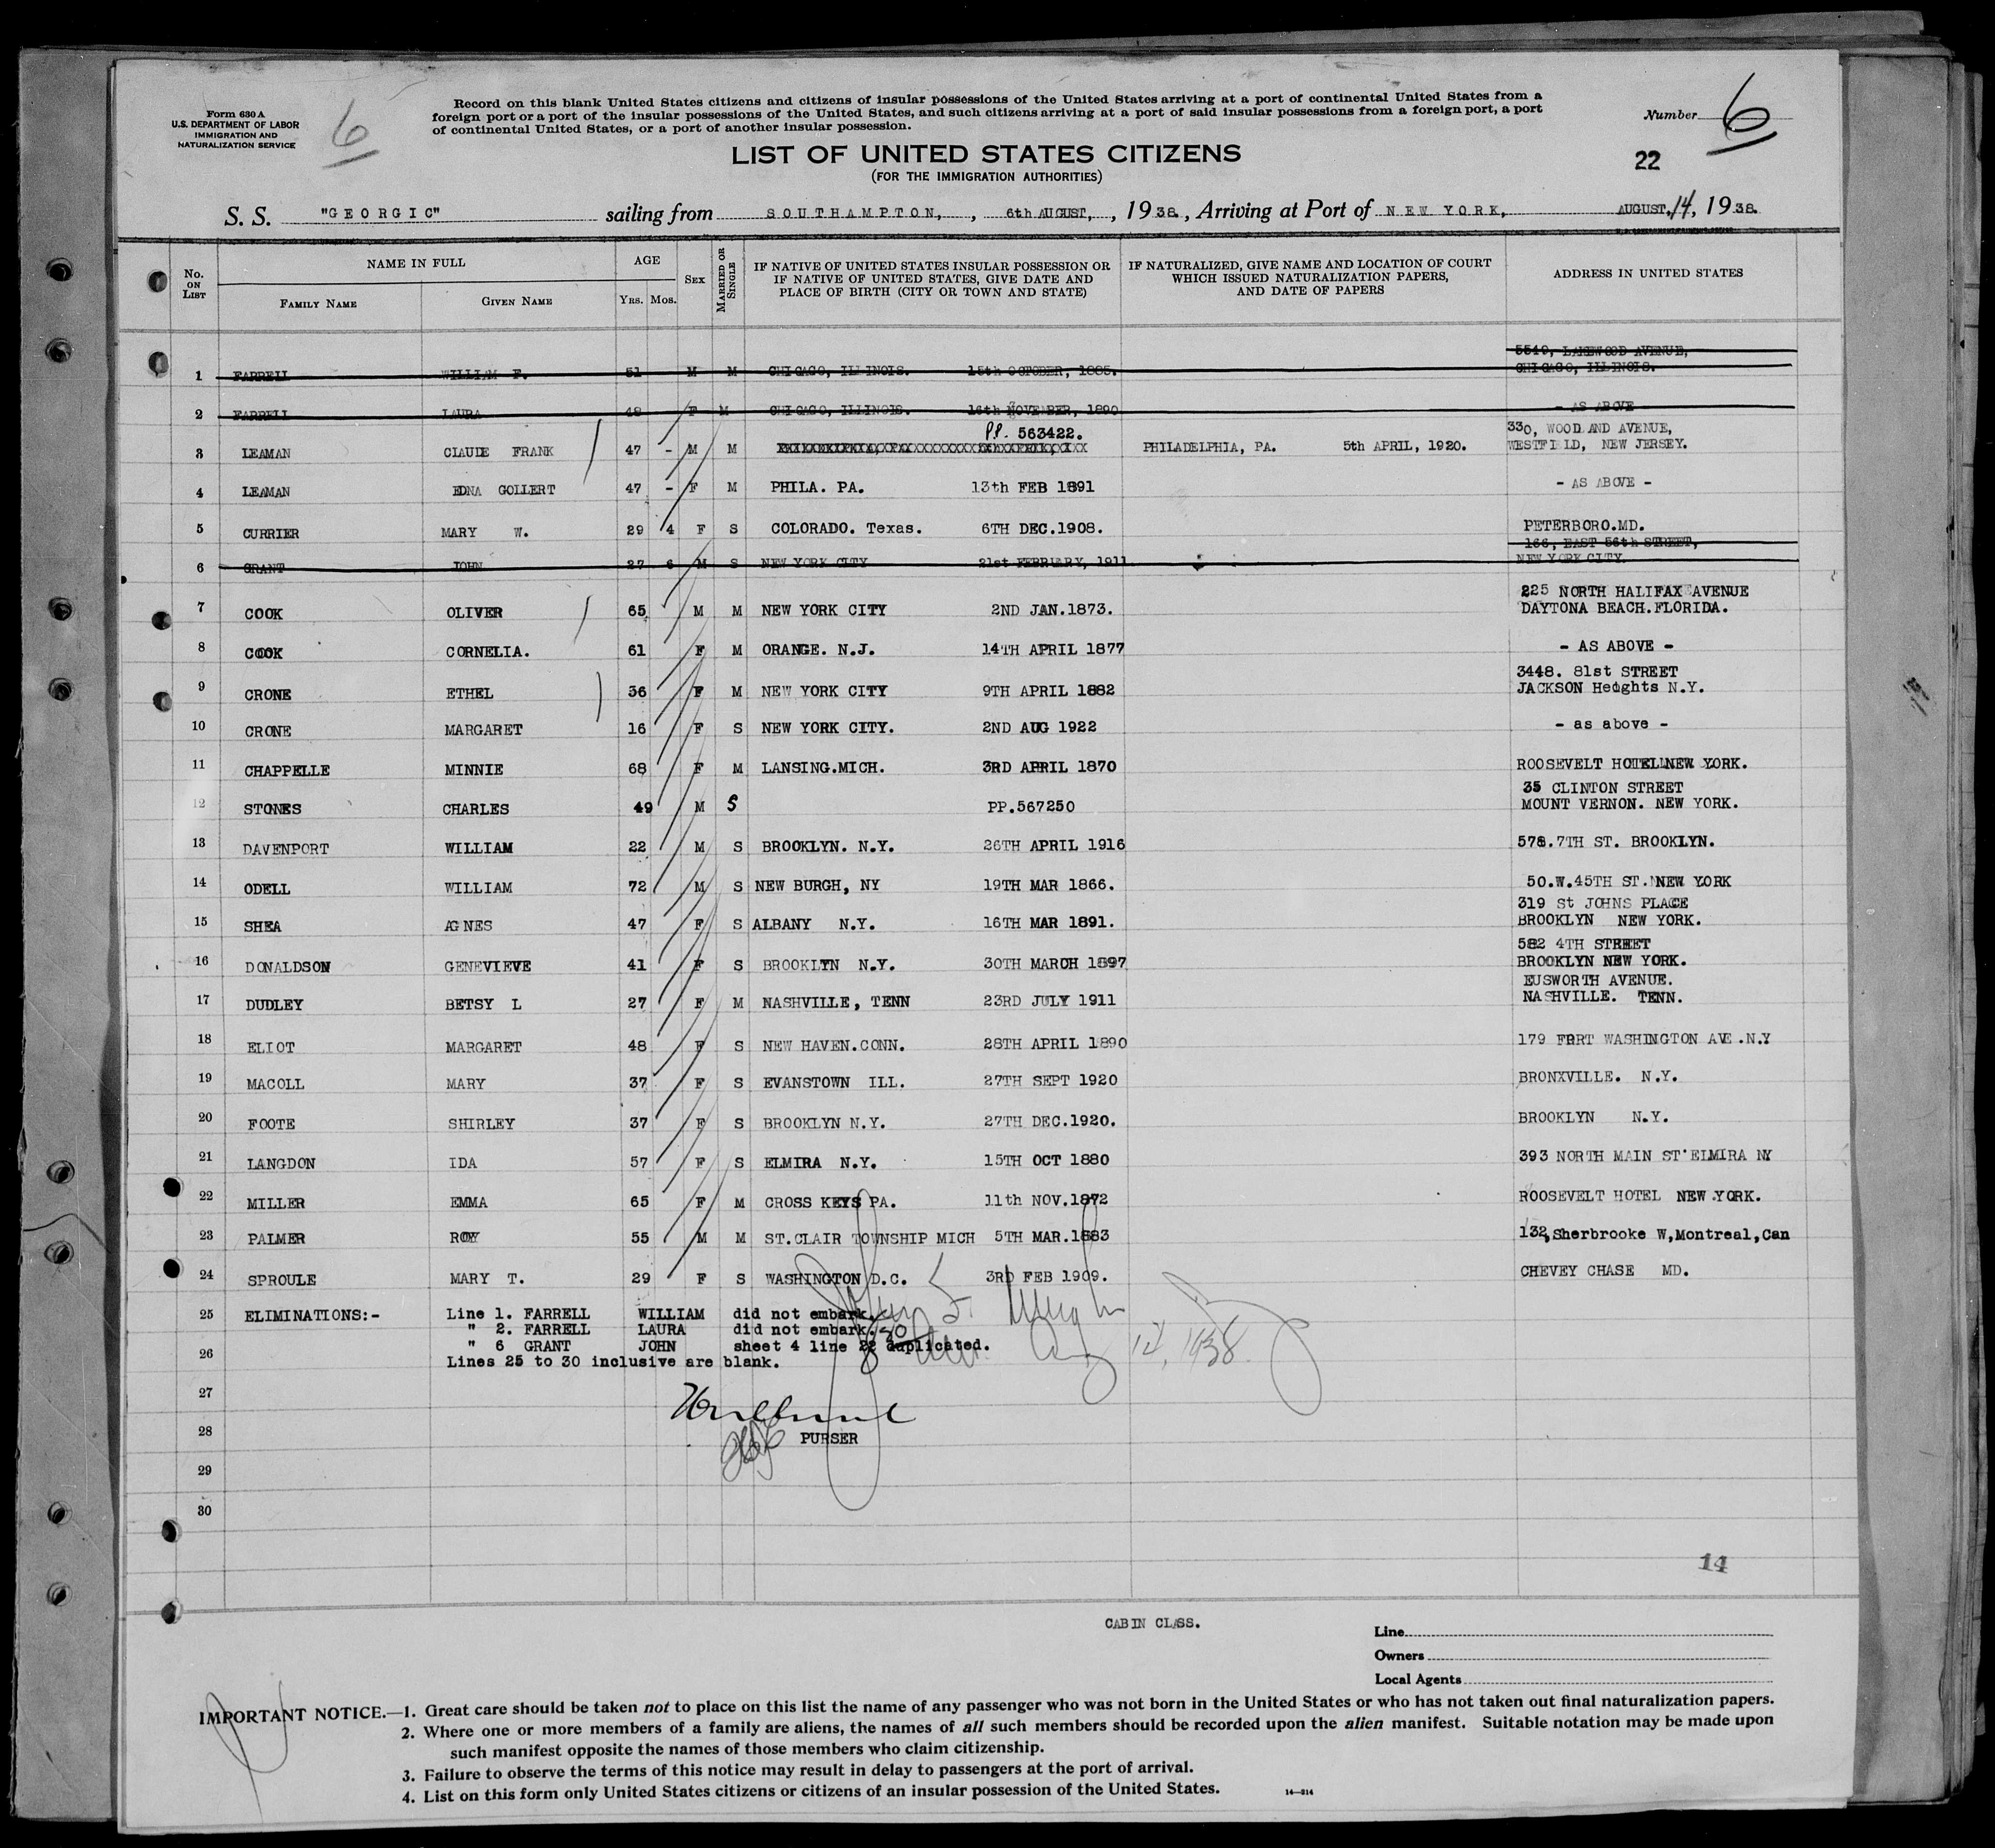 Form 630 A
U.S. DEPARTMENT OF LABOR
IMMIGRATION AND
NATURALIZATION SERVICE
6
Record on this blank United States citizens and citizens of insular possessions of the United States arriving at a port of continental United States from a
foreign port or a port of the insular possessions of the United States, and such citizens arriving at a port of said insular possessions from a foreign port, a port
of continental United States, or a port of another insular possession.
Number 6
LIST OF UNITED STATES CITIZENS
(FOR THE IMMIGRATION AUTHORITIES)
22
S. S. "GEORGIC" sailing from SOUTHAMPTON, , 6th AUGUST, , 1938, Arriving at Port of NEW YORK, AUGUST, 14, 1938.
No. ON LIST
NAME IN FULL
FAMILY NAME GIVEN NAME
AGE
YRS. MOS.
SEX
MARRIED OR SINGLE
IF NATIVE OF UNITED STATES INSULAR POSSESSION OR
IF NATIVE OF UNITED STATES, GIVE DATE AND
PLACE OF BIRTH (CITY OR TOWN AND STATE)
IF NATURALIZED, GIVE NAME AND LOCATION OF COURT
WHICH ISSUED NATURALIZATION PAPERS,
AND DATE OF PAPERS
ADDRESS IN UNITED STATES
5549, LAKEWOOD AVENUE,
1 FARRELL WILLIAM F. 51 M M CHICAGO, ILLINOIS. 15th OCTOBER, 1886. CHICAGO, ILLINOIS.
2 FARRELL LAURA 48 F M CHICAGO, ILLINOIS. 16th NOVEMBER, 1890 - AS ABOVE -
PP. 563422. 330, WOODLAND AVENUE,
3 LEAMAN CLAUDE FRANK 47 - M M PHILADELPHIA, PA. 5th APRIL, 1920. WESTFIELD, NEW JERSEY.
4 LEAMAN EDNA GOLLERT 47 - F M PHILA. PA. 13th FEB 1891 - AS ABOVE -
5 CURRIER MARY W. 29 4 F S COLORADO. Texas. 6TH DEC.1908. PETERBORO.MD.
166, EAST 56th STREET,
6 GRANT JOHN 27 6 M S NEW YORK CITY 21st FEBRUERY, 1911 NEW YORK CITY.
225 NORTH HALIFAX AVENUE
7 COOK OLIVER 65 M M NEW YORK CITY 2ND JAN.1873. DAYTONA BEACH.FLORIDA.
8 COOK CORNELIA. 61 F M ORANGE. N.J. 14TH APRIL 1877 - AS ABOVE -
3448. 81st STREET
9 CRONE ETHEL 36 F M NEW YORK CITY 9TH APRIL 1882 JACKSON Heights N.Y.
10 CRONE MARGARET 16 F S NEW YORK CITY. 2ND AUG 1922 - as above -
11 CHAPPELLE MINNIE 68 F M LANSING.MICH. 3RD APRIL 1870 ROOSEVELT HOTEL NEW YORK.
35 CLINTON STREET
12 STONES CHARLES 49 M S PP.567250 MOUNT VERNON. NEW YORK.
13 DAVENPORT WILLIAM 22 M S BROOKLYN. N.Y. 26TH APRIL 1916 578.7TH ST. BROOKLYN.
14 ODELL WILLIAM 72 M S NEW BURGH, NY 19TH MAR 1866. 50.W.45TH ST. NEW YORK
319 St JOHNS PLACE
15 SHEA AGNES 47 F S ALBANY N.Y. 16TH MAR 1891. BROOKLYN NEW YORK.
582 4TH STREET
16 DONALDSON GENEVIEVE 41 F S BROOKLYN N.Y. 30TH MARCH 1897 BROOKLYN NEW YORK.
EUSWORTH AVENUE.
17 DUDLEY BETSY L 27 F M NASHVILLE, TENN 23RD JULY 1911 NASHVILLE. TENN.
18 ELIOT MARGARET 48 F S NEW HAVEN.CONN. 28TH APRIL 1890 179 FORT WASHINGTON AVE.N.Y
19 MACOLL MARY 37 F S EVANSTOWN ILL. 27TH SEPT 1920 BRONXVILLE. N.Y.
20 FOOTE SHIRLEY 37 F S BROOKLYN N.Y. 27TH DEC.1920. BROOKLYN N.Y.
21 LANGDON IDA 57 F S ELMIRA N.Y. 15TH OCT 1880 393 NORTH MAIN ST ELMIRA NY
22 MILLER EMMA 65 F M CROSS KEYS PA. 11th NOV.1872 ROOSEVELT HOTEL NEW YORK.
23 PALMER ROY 55 M M ST.CLAIR TOWNSHIP MICH 5TH MAR.1883 132,Sherbrooke W,Montreal,Can
24 SPROULE MARY T. 29 F S WASHINGTON D.C. 3RD FEB 1909. CHEVEY CHASE MD.
25 ELIMINATIONS:- Line 1. FARRELL WILLIAM did not embark.
" 2. FARRELL LAURA did not embark. 30
" 6 GRANT JOHN sheet 4 line 22 duplicated.
26 Lines 25 to 30 inclusive are blank.
14, 1938
27
28 PURSER
29
30
14
CABIN CLASS.
Line
Owners
Local Agents
IMPORTANT NOTICE.—1. Great care should be taken not to place on this list the name of any passenger who was not born in the United States or who has not taken out final naturalization papers.
2. Where one or more members of a family are aliens, the names of all such members should be recorded upon the alien manifest. Suitable notation may be made upon
such manifest opposite the names of those members who claim citizenship.
3. Failure to observe the terms of this notice may result in delay to passengers at the port of arrival.
4. List on this form only United States citizens or citizens of an insular possession of the United States.
14—814